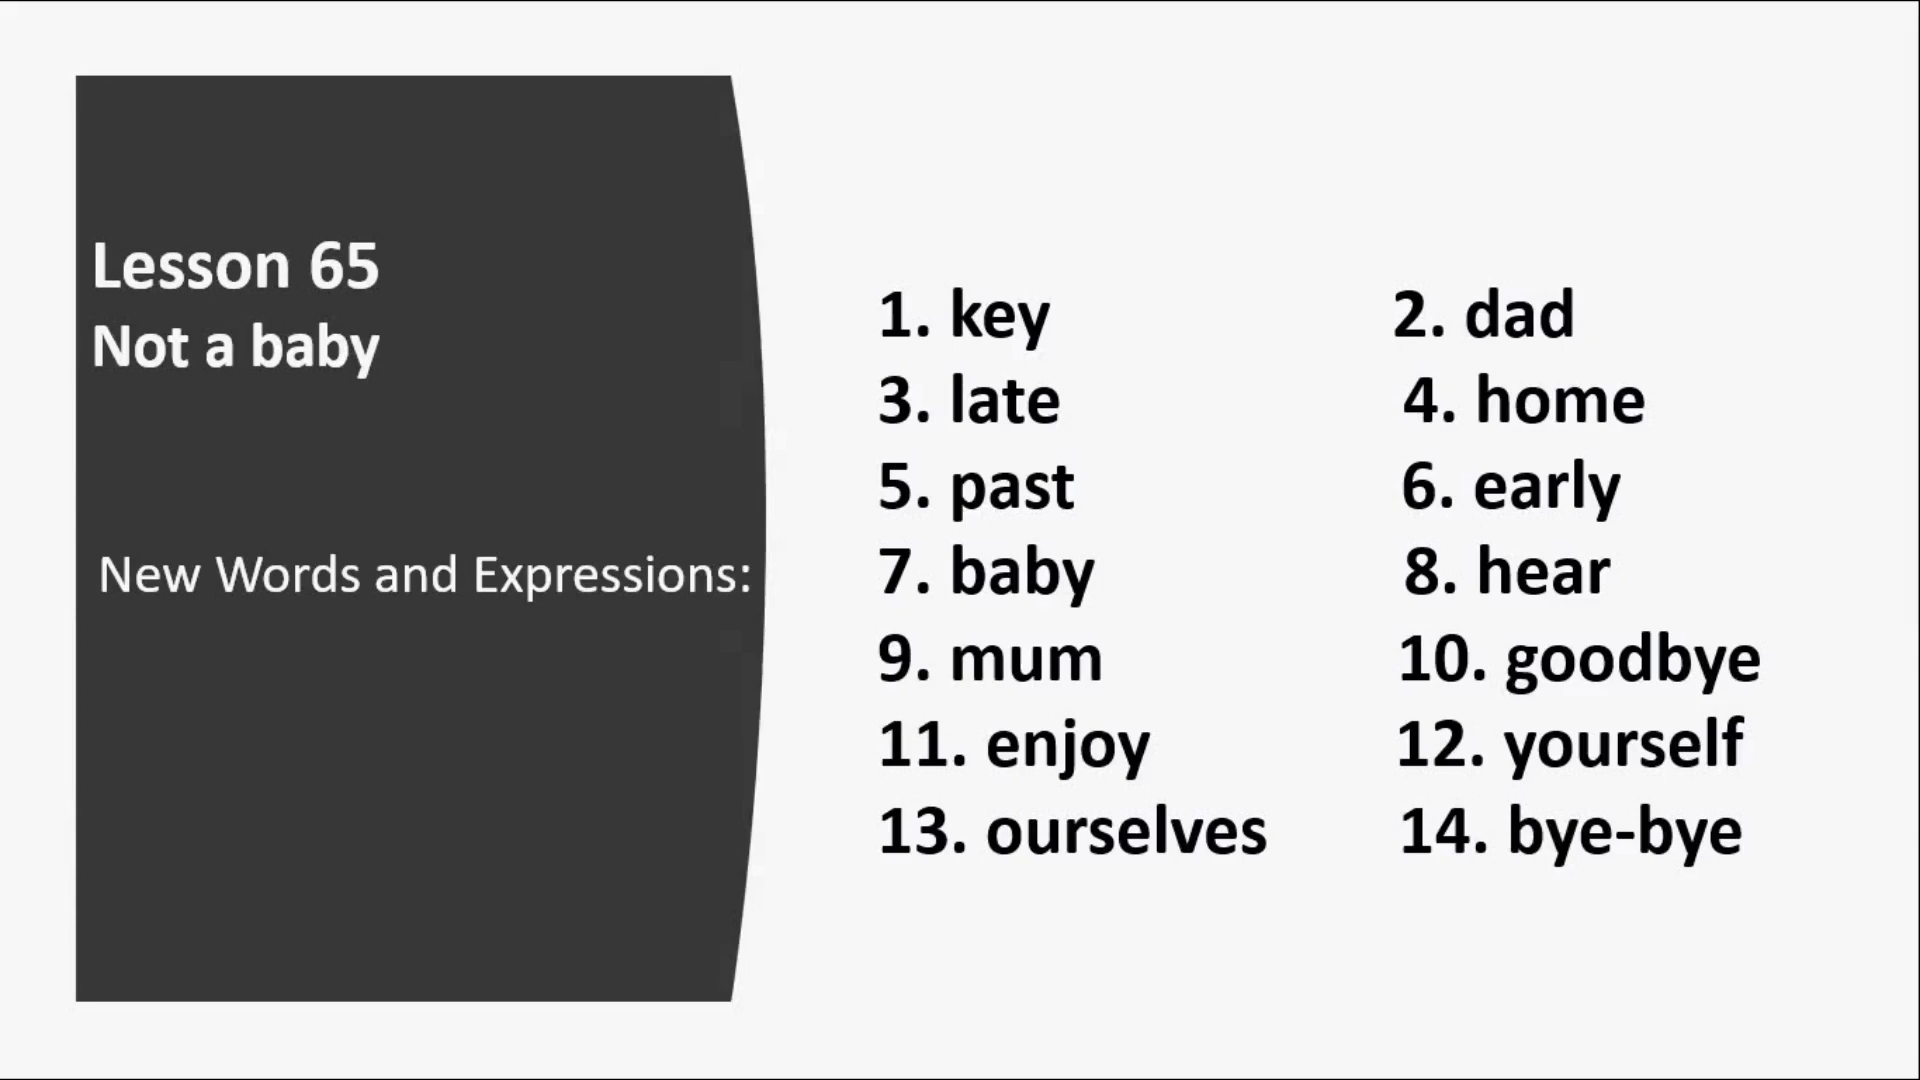 Lesson 65
Not a baby
New Words and Expressions:
1. key 2. dad
3. late 4. home
5. past 6. early
7. baby 8. hear
9. mum 10. goodbye
11. enjoy 12. yourself
13. ourselves 14. bye-bye